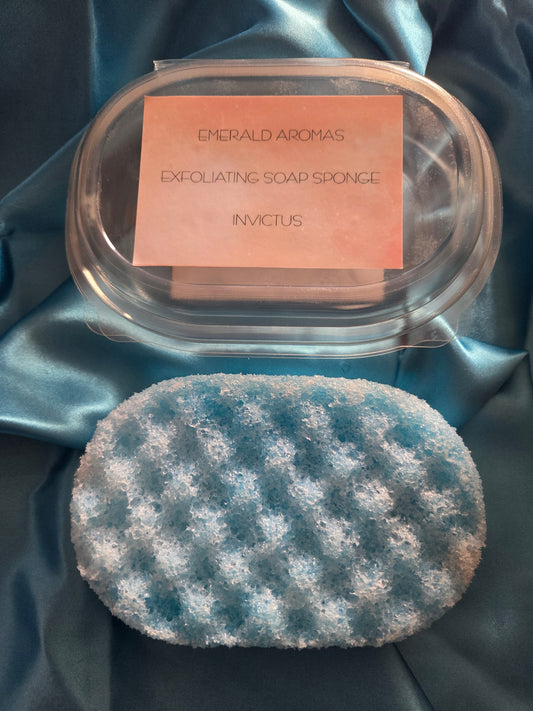 EMERALD AROMAS
EXFOLIATING SOAP SPONGE
INVICTUS